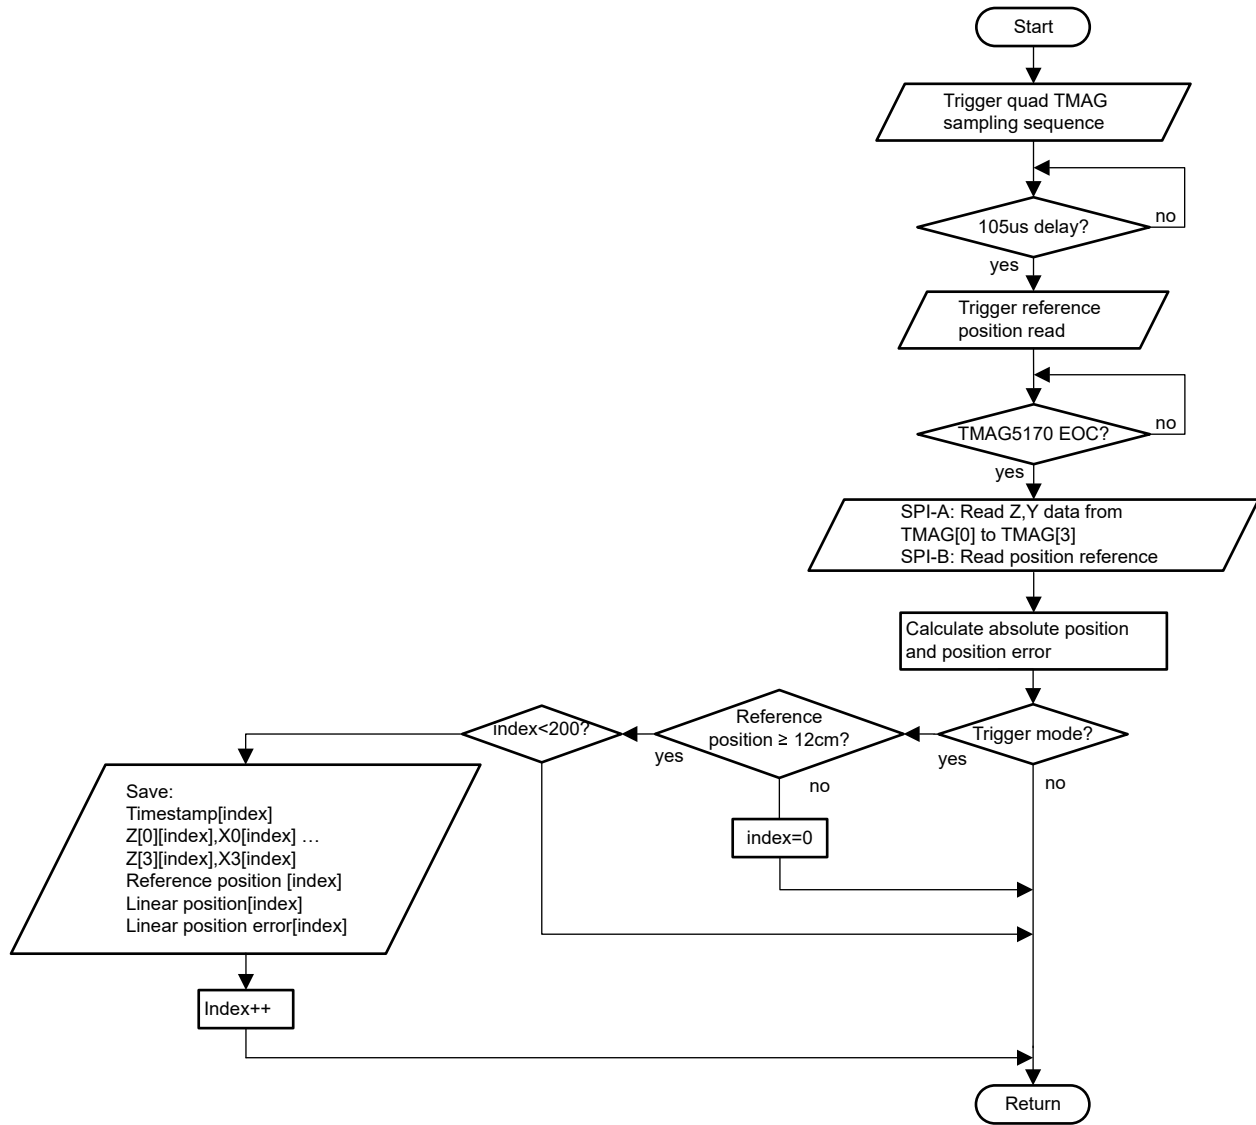 Start
Trigger quad TMAG
sampling sequence
105us delay?
no
yes
Trigger reference
position read
TMAG5170 EOC?
no
yes
SPI-A: Read Z,Y data from
TMAG[0] to TMAG[3]
SPI-B: Read position reference
Calculate absolute position
and position error
Trigger mode?
yes
no
Reference
position ≥ 12cm?
yes
no
index<200?
index=0
Save:
Timestamp[index]
Z[0][index],X0[index] …
Z[3][index],X3[index]
Reference position [index]
Linear position[index]
Linear position error[index]
Index++
Return